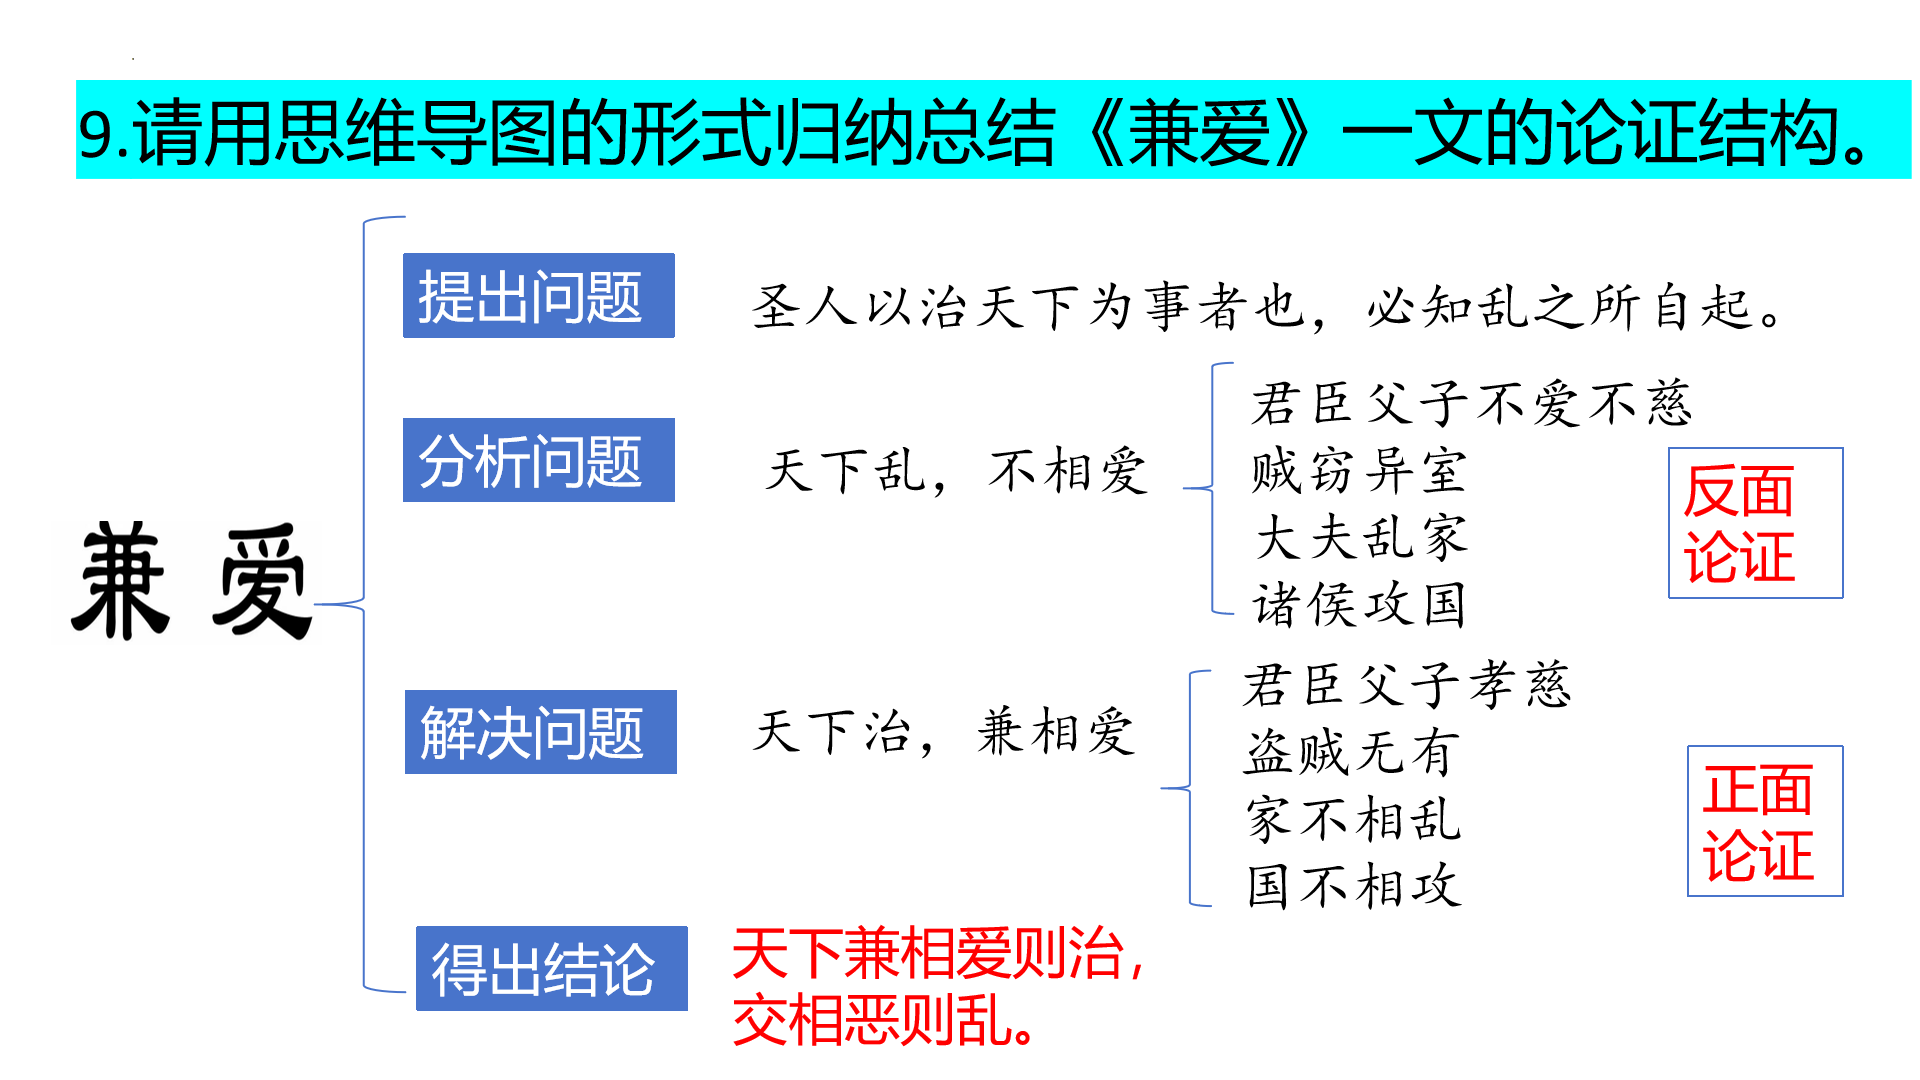 9.请用思维导图的形式归纳总结《兼爱》一文的论证结构。
兼 爱
提出问题
圣人以治天下为事者也，必知乱之所自起。
分析问题
天下乱，不相爱
君臣父子不爱不慈
贼窃异室
大夫乱家
诸侯攻国
反面
论证
解决问题
天下治，兼相爱
君臣父子孝慈
盗贼无有
家不相乱
国不相攻
正面
论证
得出结论
天下兼相爱则治，
交相恶则乱。